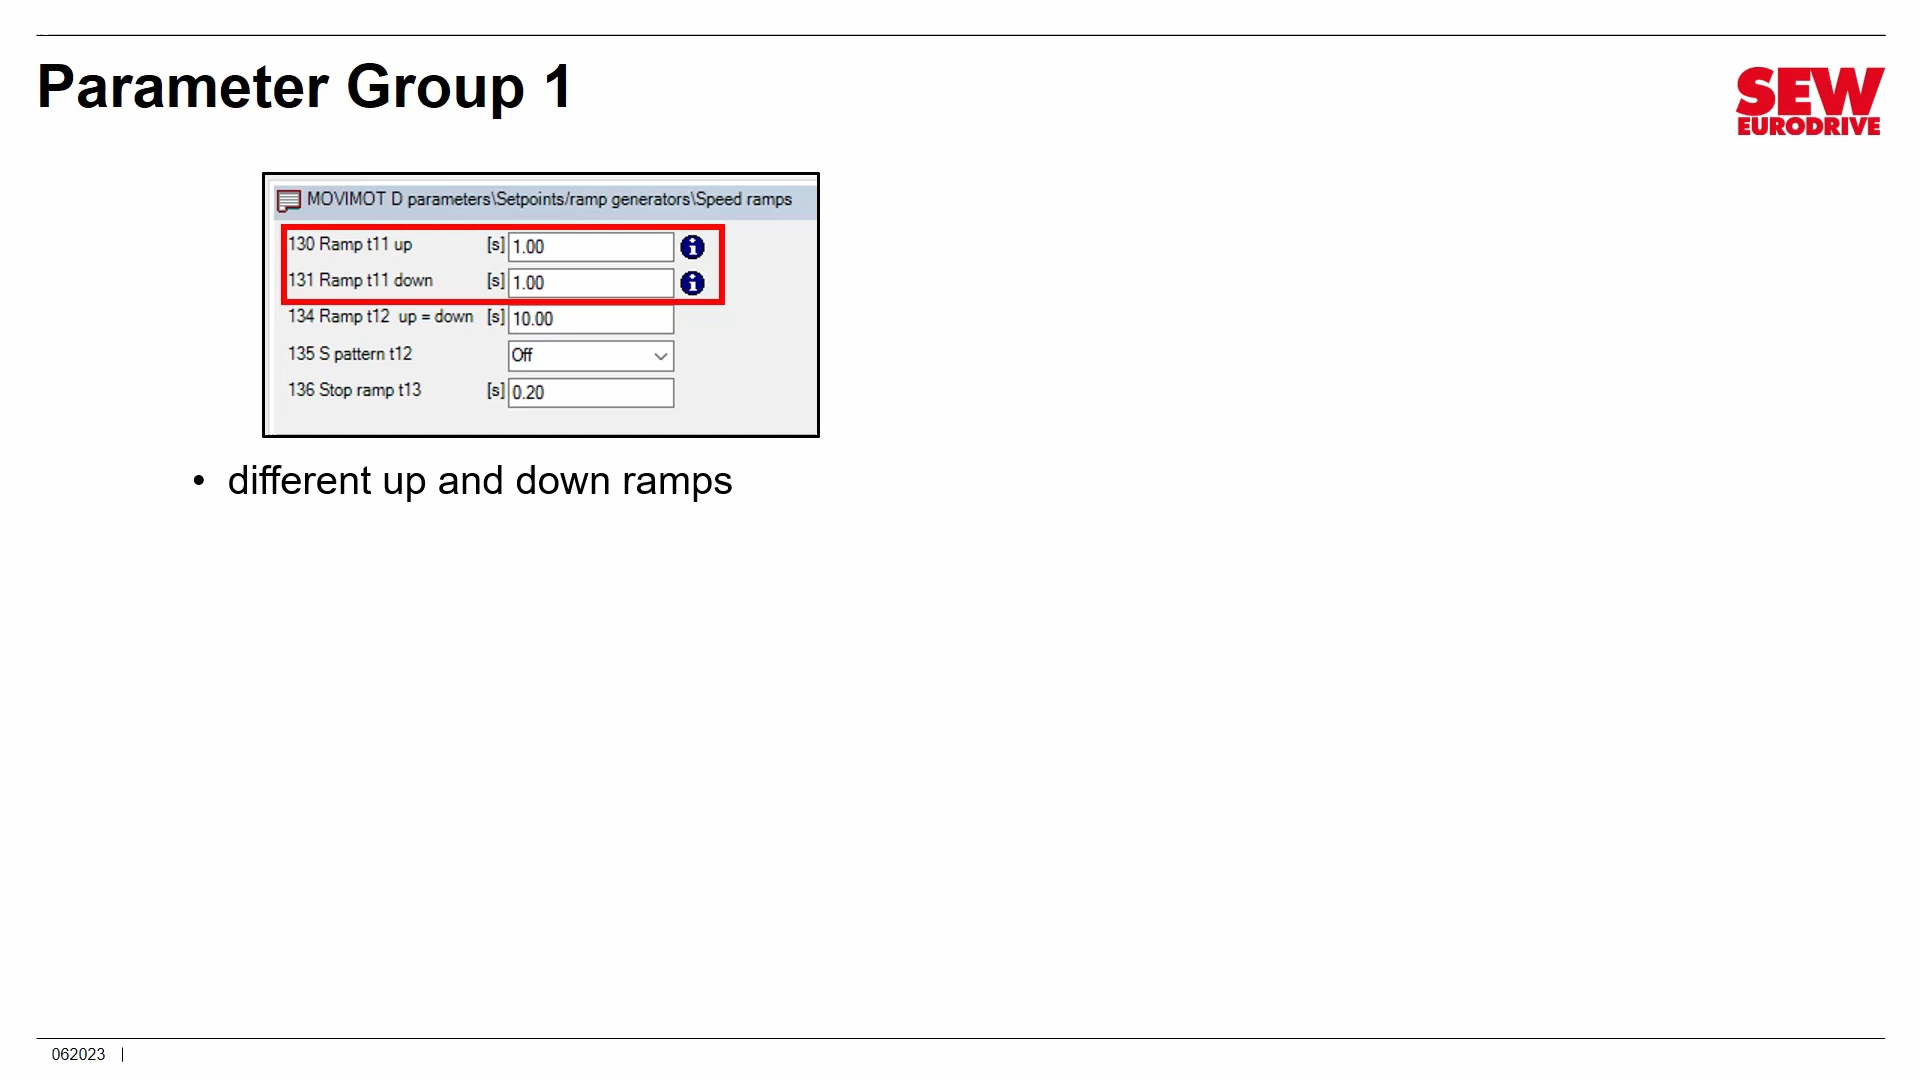 Parameter Group 1
SEW
EURODRIVE
MOVIMOT D parameters\Setpoints/ramp generators\Speed ramps
130 Ramp t11 up [s] 1.00
131 Ramp t11 down [s] 1.00
134 Ramp t12 up = down [s] 10.00
135 S pattern t12 Off
136 Stop ramp t13 [s] 0.20
• different up and down ramps
062023 |